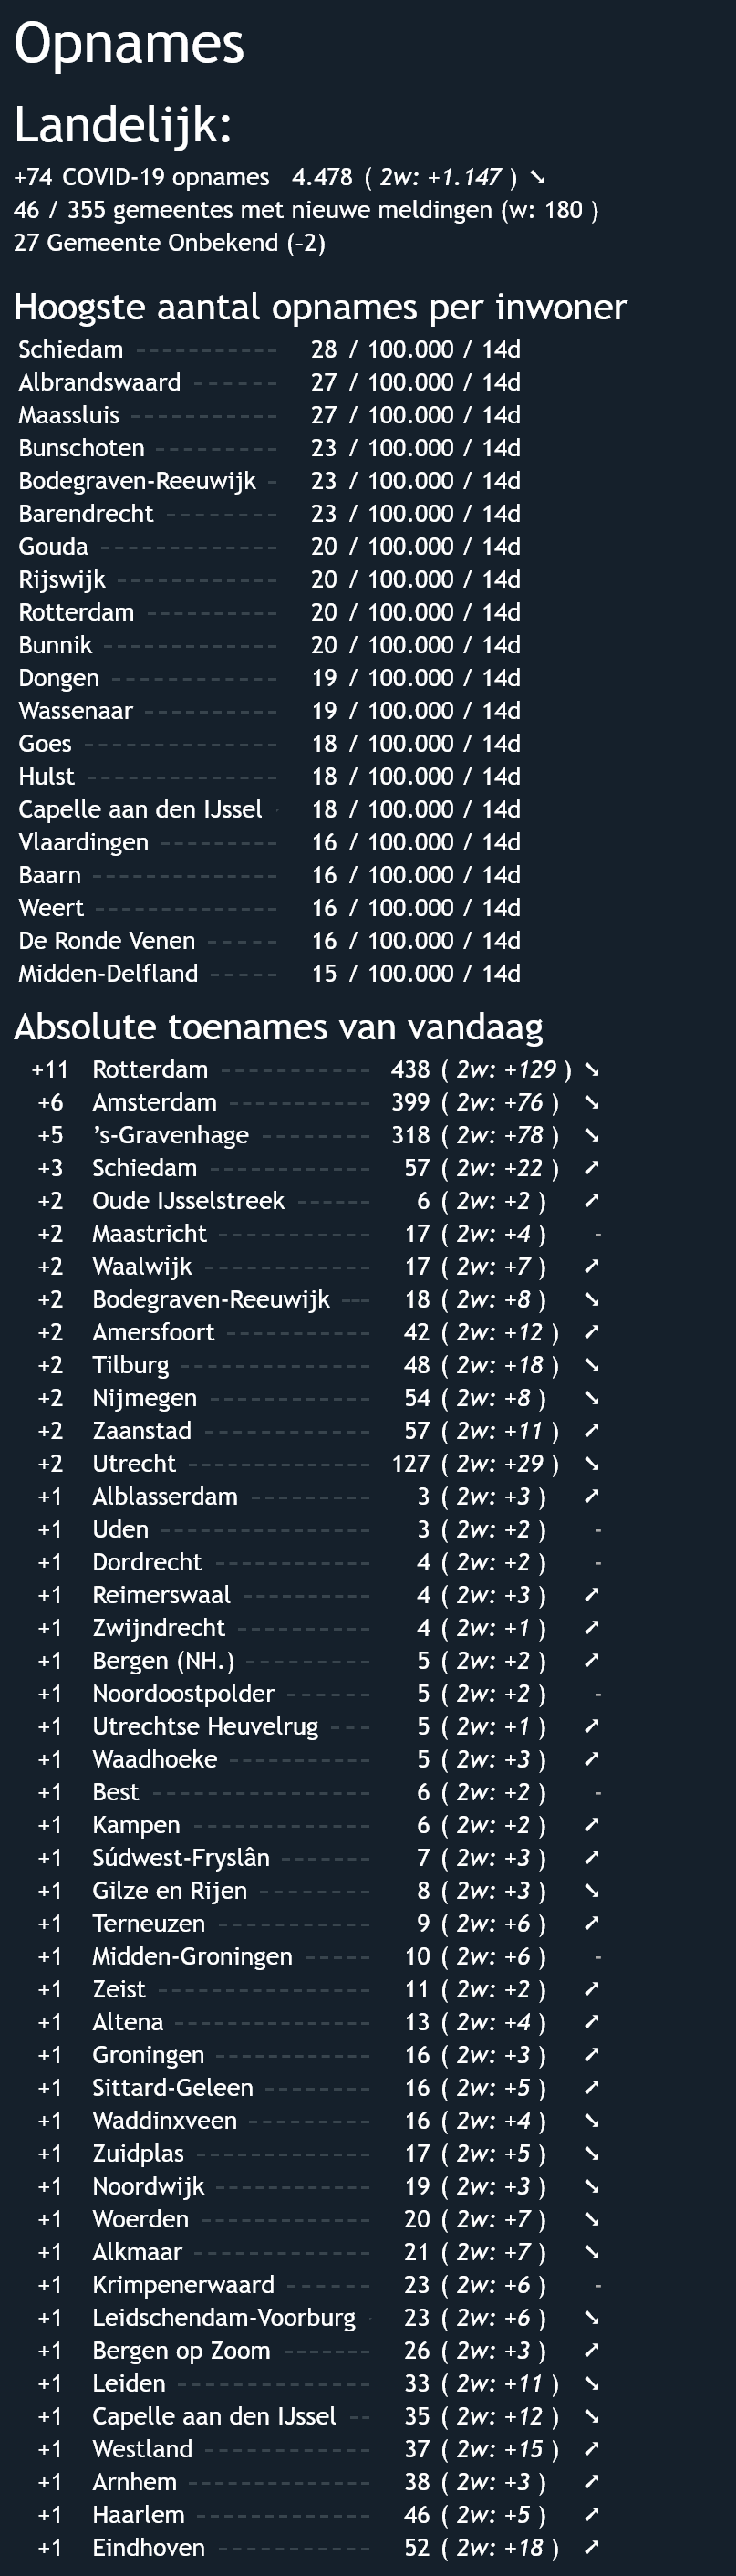 Opnames
Landelijk:
+74 COVID-19 opnames 4.478 ( 2w: +1.147 ) ➘
46 / 355 gemeentes met nieuwe meldingen (w: 180 )
27 Gemeente Onbekend (-2)
Hoogste aantal opnames per inwoner
Schiedam ----------- 28 / 100.000 / 14d
Albrandswaard ------ 27 / 100.000 / 14d
Maassluis ----------- 27 / 100.000 / 14d
Bunschoten --------- 23 / 100.000 / 14d
Bodegraven-Reeuwijk - 23 / 100.000 / 14d
Barendrecht -------- 23 / 100.000 / 14d
Gouda ------------- 20 / 100.000 / 14d
Rijswijk ------------ 20 / 100.000 / 14d
Rotterdam ---------- 20 / 100.000 / 14d
Bunnik ------------- 20 / 100.000 / 14d
Dongen ------------ 19 / 100.000 / 14d
Wassenaar ---------- 19 / 100.000 / 14d
Goes -------------- 18 / 100.000 / 14d
Hulst -------------- 18 / 100.000 / 14d
Capelle aan den IJssel 18 / 100.000 / 14d
Vlaardingen --------- 16 / 100.000 / 14d
Baarn -------------- 16 / 100.000 / 14d
Weert ------------- 16 / 100.000 / 14d
De Ronde Venen ----- 16 / 100.000 / 14d
Midden-Delfland ----- 15 / 100.000 / 14d
Absolute toenames van vandaag
+11 Rotterdam ----------- 438 ( 2w: +129 ) ➘
+6 Amsterdam ----------- 399 ( 2w: +76 ) ➘
+5 ’s-Gravenhage -------- 318 ( 2w: +78 ) ➘
+3 Schiedam ------------ 57 ( 2w: +22 ) ➚
+2 Oude IJsselstreek ------ 6 ( 2w: +2 ) ➚
+2 Maastricht ----------- 17 ( 2w: +4 ) -
+2 Waalwijk ------------ 17 ( 2w: +7 ) ➚
+2 Bodegraven-Reeuwijk --- 18 ( 2w: +8 ) ➘
+2 Amersfoort ----------- 42 ( 2w: +12 ) ➚
+2 Tilburg -------------- 48 ( 2w: +18 ) ➘
+2 Nijmegen ------------ 54 ( 2w: +8 ) ➘
+2 Zaanstad ------------ 57 ( 2w: +11 ) ➚
+2 Utrecht ------------- 127 ( 2w: +29 ) ➘
+1 Alblasserdam --------- 3 ( 2w: +3 ) ➚
+1 Uden --------------- 3 ( 2w: +2 ) -
+1 Dordrecht ----------- 4 ( 2w: +2 ) -
+1 Reimerswaal --------- 4 ( 2w: +3 ) ➚
+1 Zwijndrecht ---------- 4 ( 2w: +1 ) ➚
+1 Bergen (NH.) --------- 5 ( 2w: +2 ) ➚
+1 Noordoostpolder ------ 5 ( 2w: +2 ) -
+1 Utrechtse Heuvelrug --- 5 ( 2w: +1 ) ➚
+1 Waadhoeke ---------- 5 ( 2w: +3 ) ➚
+1 Best ---------------- 6 ( 2w: +2 ) -
+1 Kampen ------------- 6 ( 2w: +2 ) ➚
+1 Súdwest-Fryslân ------- 7 ( 2w: +3 ) ➚
+1 Gilze en Rijen -------- 8 ( 2w: +3 ) ➘
+1 Terneuzen ----------- 9 ( 2w: +6 ) ➚
+1 Midden-Groningen ----- 10 ( 2w: +6 ) -
+1 Zeist ---------------- 11 ( 2w: +2 ) ➚
+1 Altena -------------- 13 ( 2w: +4 ) ➚
+1 Groningen ----------- 16 ( 2w: +3 ) ➚
+1 Sittard-Geleen -------- 16 ( 2w: +5 ) ➚
+1 Waddinxveen --------- 16 ( 2w: +4 ) ➘
+1 Zuidplas ------------- 17 ( 2w: +5 ) ➘
+1 Noordwijk ----------- 19 ( 2w: +3 ) ➘
+1 Woerden ------------ 20 ( 2w: +7 ) ➘
+1 Alkmaar ------------- 21 ( 2w: +7 ) ➘
+1 Krimpenerwaard ------ 23 ( 2w: +6 ) -
+1 Leidschendam-Voorburg 23 ( 2w: +6 ) ➘
+1 Bergen op Zoom ------- 26 ( 2w: +3 ) ➚
+1 Leiden -------------- 33 ( 2w: +11 ) ➘
+1 Capelle aan den IJssel -- 35 ( 2w: +12 ) ➘
+1 Westland ------------ 37 ( 2w: +15 ) ➚
+1 Arnhem ------------- 38 ( 2w: +3 ) ➚
+1 Haarlem ------------ 46 ( 2w: +5 ) ➚
+1 Eindhoven ----------- 52 ( 2w: +18 ) ➚